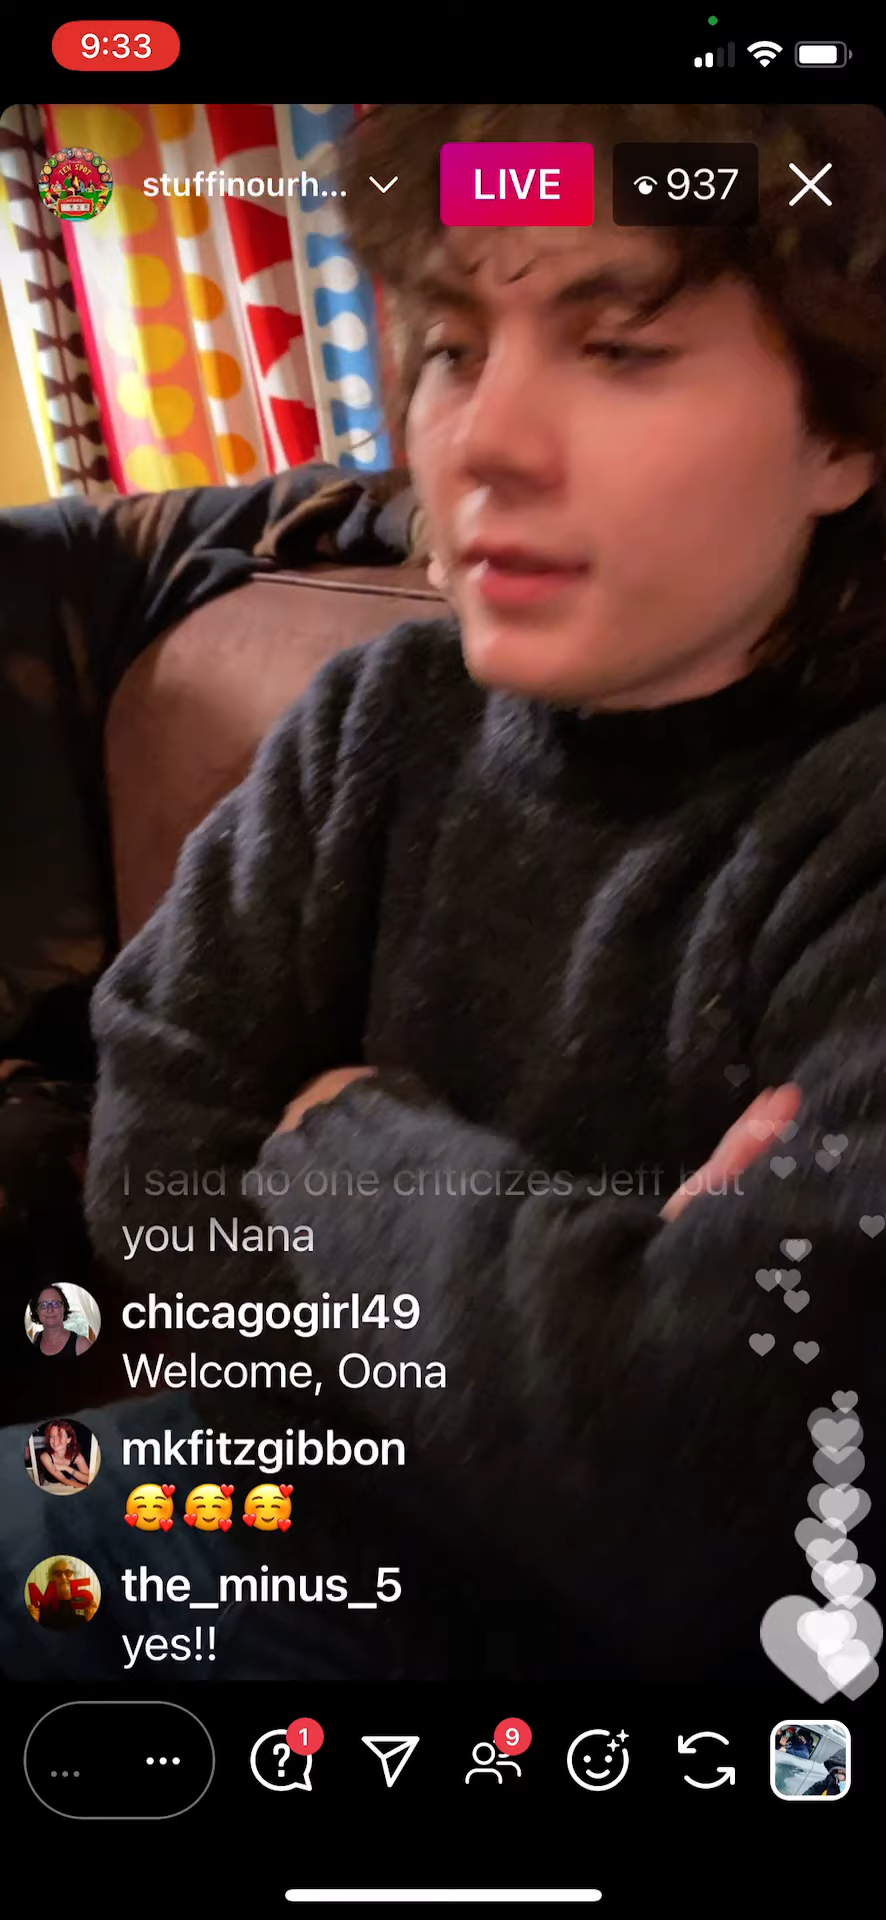 9:33
stuffinourh...
LIVE
937
I said no one criticizes Jeff but
you Nana
chicagogirl49
Welcome, Oona
mkfitzgibbon
🥰🥰🥰
M-5
the_minus_5
yes!!
... ...
1
9